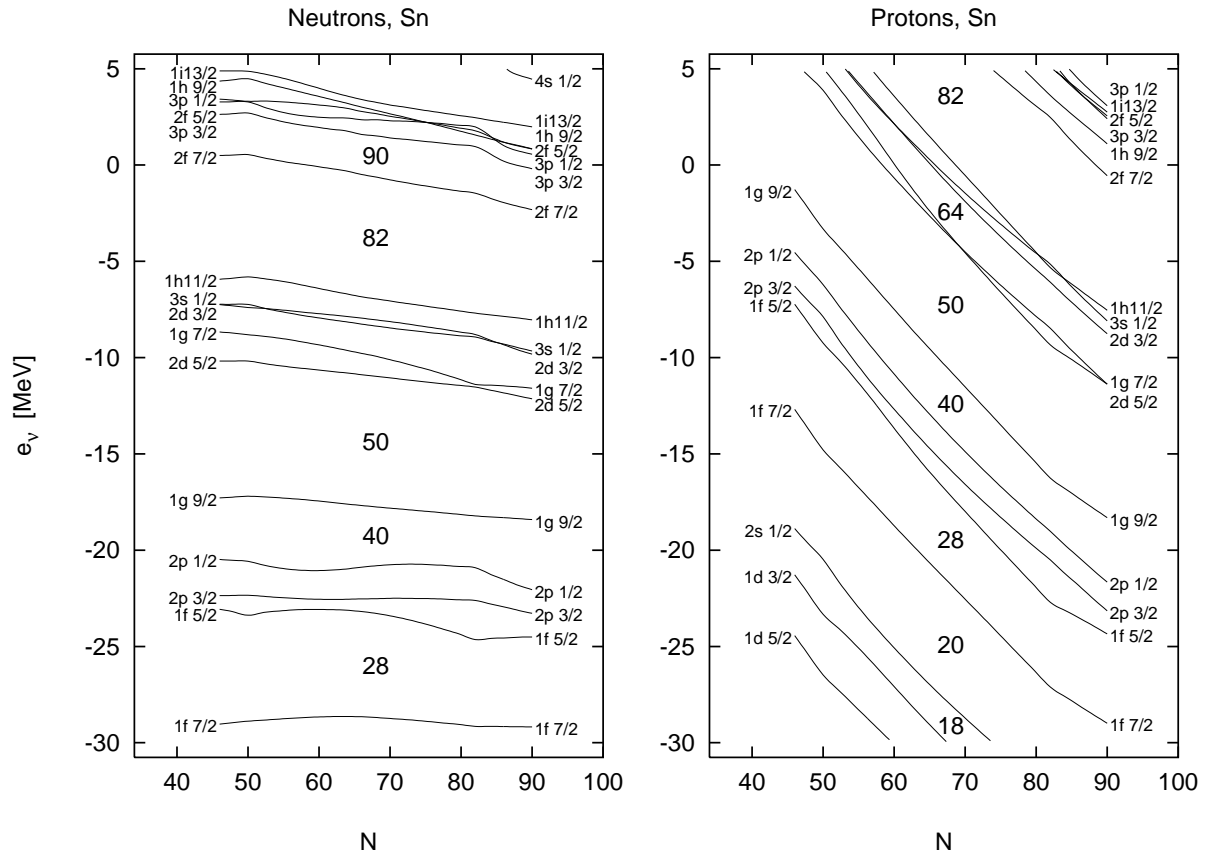 Neutrons, Sn
Protons, Sn
e_ν [MeV]
5
0
-5
-10
-15
-20
-25
-30
40 50 60 70 80 90 100
N
1i13/2
1h 9/2
3p 1/2
2f 5/2
3p 3/2
2f 7/2
1h11/2
3s 1/2
2d 3/2
1g 7/2
2d 5/2
1g 9/2
2p 1/2
2p 3/2
1f 5/2
1f 7/2
90
82
50
40
28
4s 1/2
1i13/2
1h 9/2
2f 5/2
3p 1/2
3p 3/2
2f 7/2
1h11/2
3s 1/2
2d 3/2
1g 7/2
2d 5/2
1g 9/2
2p 1/2
2p 3/2
1f 5/2
1f 7/2
5
0
-5
-10
-15
-20
-25
-30
40 50 60 70 80 90 100
N
1g 9/2
2p 1/2
2p 3/2
1f 5/2
1f 7/2
2s 1/2
1d 3/2
1d 5/2
82
64
50
40
28
20
18
3p 1/2
1i13/2
2f 5/2
3p 3/2
1h 9/2
2f 7/2
1h11/2
3s 1/2
2d 3/2
1g 7/2
2d 5/2
1g 9/2
2p 1/2
2p 3/2
1f 5/2
1f 7/2